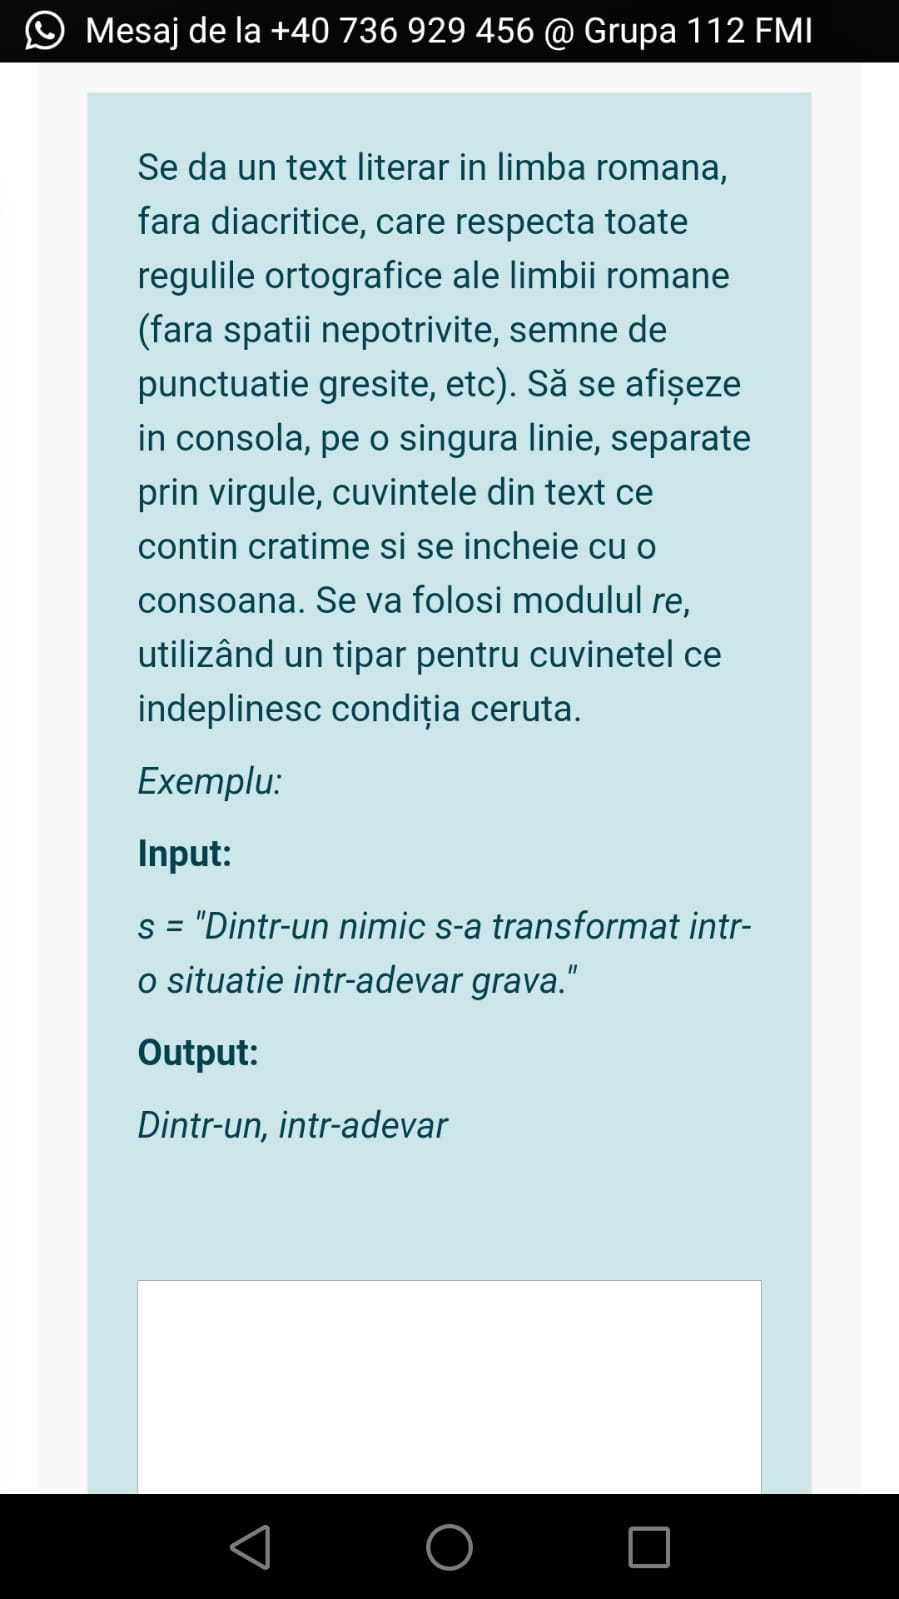 Mesaj de la +40 736 929 456 @ Grupa 112 FMI
Se da un text literar in limba romana,
fara diacritice, care respecta toate
regulile ortografice ale limbii romane
(fara spatii nepotrivite, semne de
punctuatie gresite, etc). Să se afișeze
in consola, pe o singura linie, separate
prin virgule, cuvintele din text ce
contin cratime si se incheie cu o
consoana. Se va folosi modulul re,
utilizând un tipar pentru cuvinetel ce
indeplinesc condiția ceruta.
Exemplu:
Input:
s = "Dintr-un nimic s-a transformat intr-
o situatie intr-adevar grava."
Output:
Dintr-un, intr-adevar